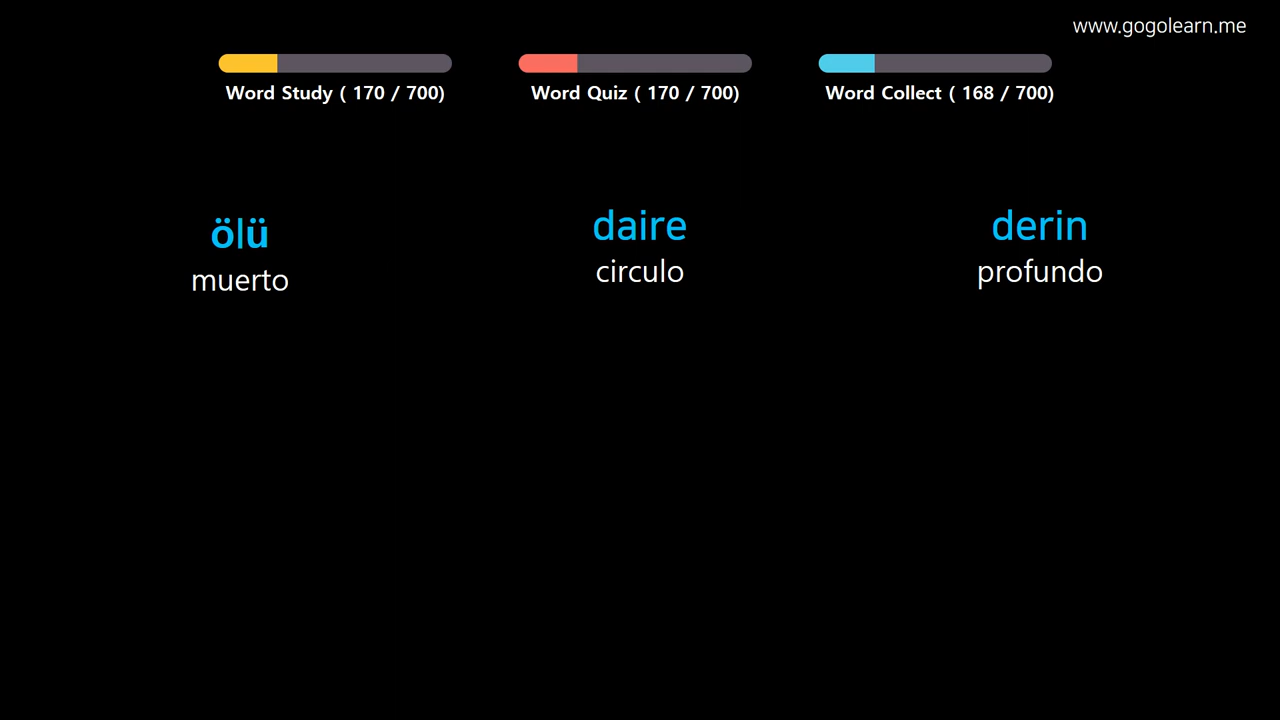 www.gogolearn.me
Word Study ( 170 / 700)
Word Quiz ( 170 / 700)
Word Collect ( 168 / 700)
ölü
muerto
daire
circulo
derin
profundo